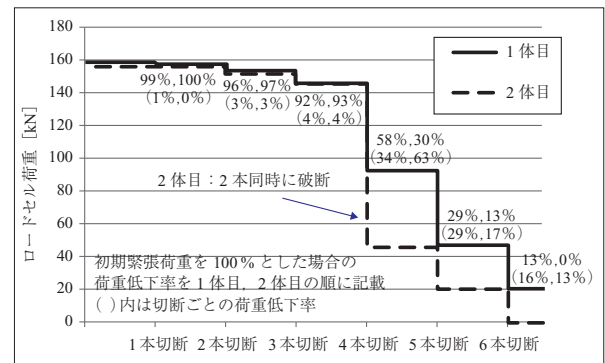 ロードセル荷重 [kN]
180
160
140
120
100
80
60
40
20
0
1 体目
2 体目
99%,100%
(1%,0%)
96%,97%
(3%,3%)
92%,93%
(4%,4%)
58%,30%
(34%,63%)
2 体目：2 本同時に破断
29%,13%
(29%,17%)
13%,0%
(16%,13%)
初期緊張荷重を 100% とした場合の
荷重低下率を 1 体目，2 体目の順に記載
( ) 内は切断ごとの荷重低下率
1 本切断 2 本切断 3 本切断 4 本切断 5 本切断 6 本切断